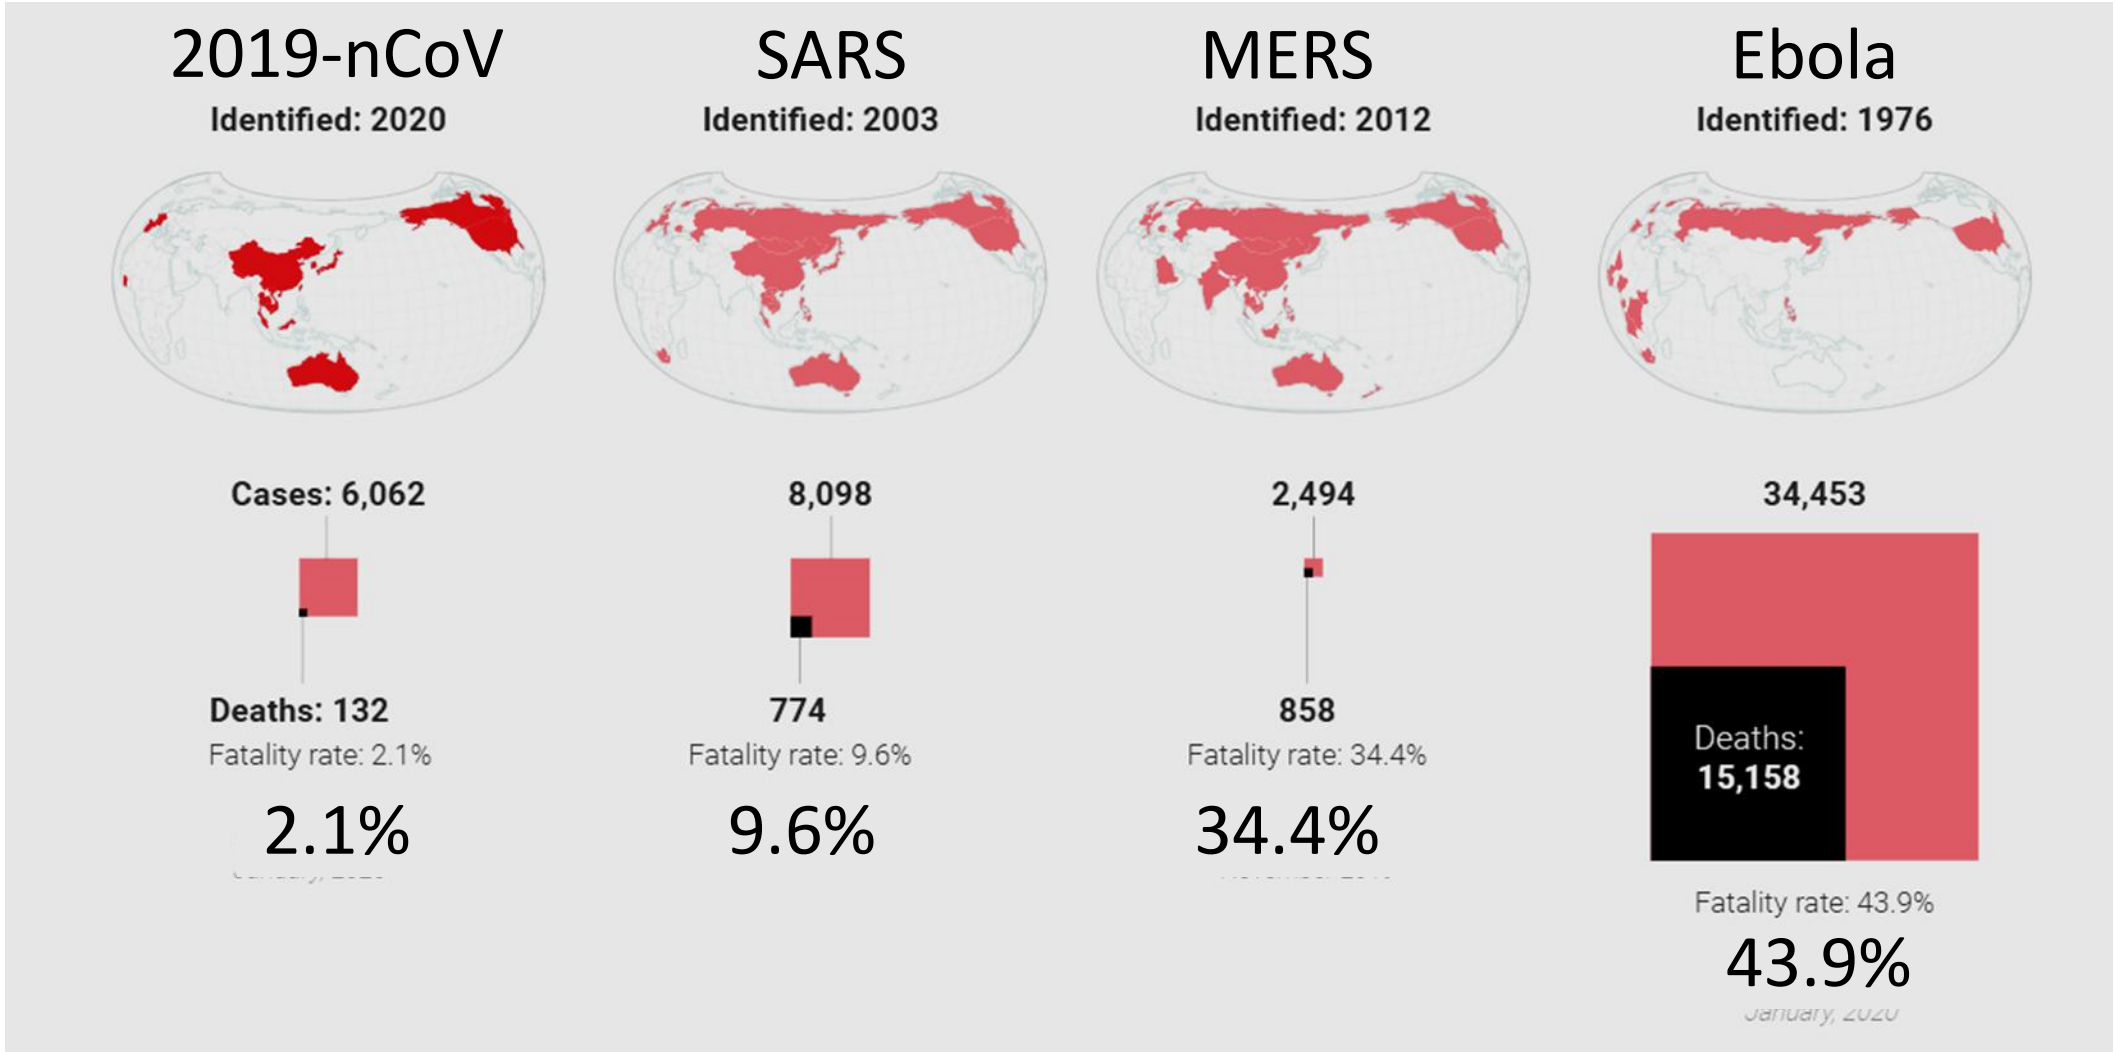 2019-nCoV
Identified: 2020
Cases: 6,062
Deaths: 132
Fatality rate: 2.1%
2.1%
SARS
Identified: 2003
8,098
774
Fatality rate: 9.6%
9.6%
MERS
Identified: 2012
2,494
858
Fatality rate: 34.4%
34.4%
Ebola
Identified: 1976
34,453
Deaths:
15,158
Fatality rate: 43.9%
43.9%
January, 2020